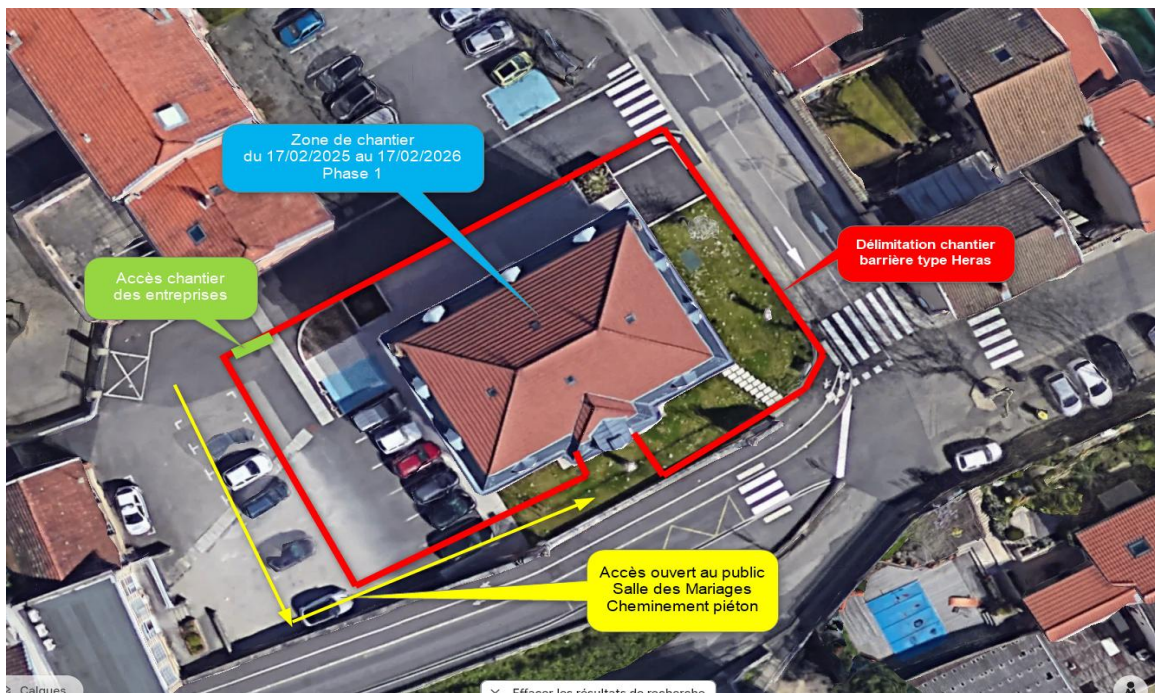 Zone de chantier
du 17/02/2025 au 17/02/2026
Phase 1
Délimitation chantier
barrière type Heras
Accès chantier
des entreprises
Accès ouvert au public
Salle des Mariages
Cheminement piéton
Calques
Effacer les résultats de recherche